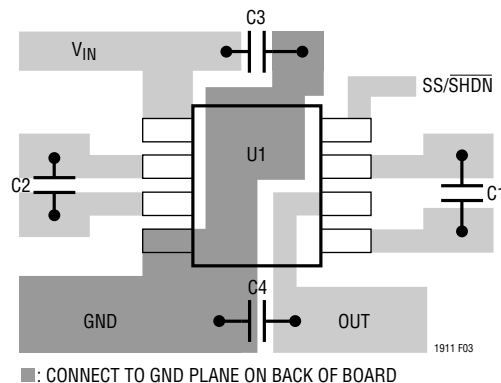 C3
VIN
SS/SHDN
U1
C2
C1
C4
GND
OUT
1911 F03
■: CONNECT TO GND PLANE ON BACK OF BOARD